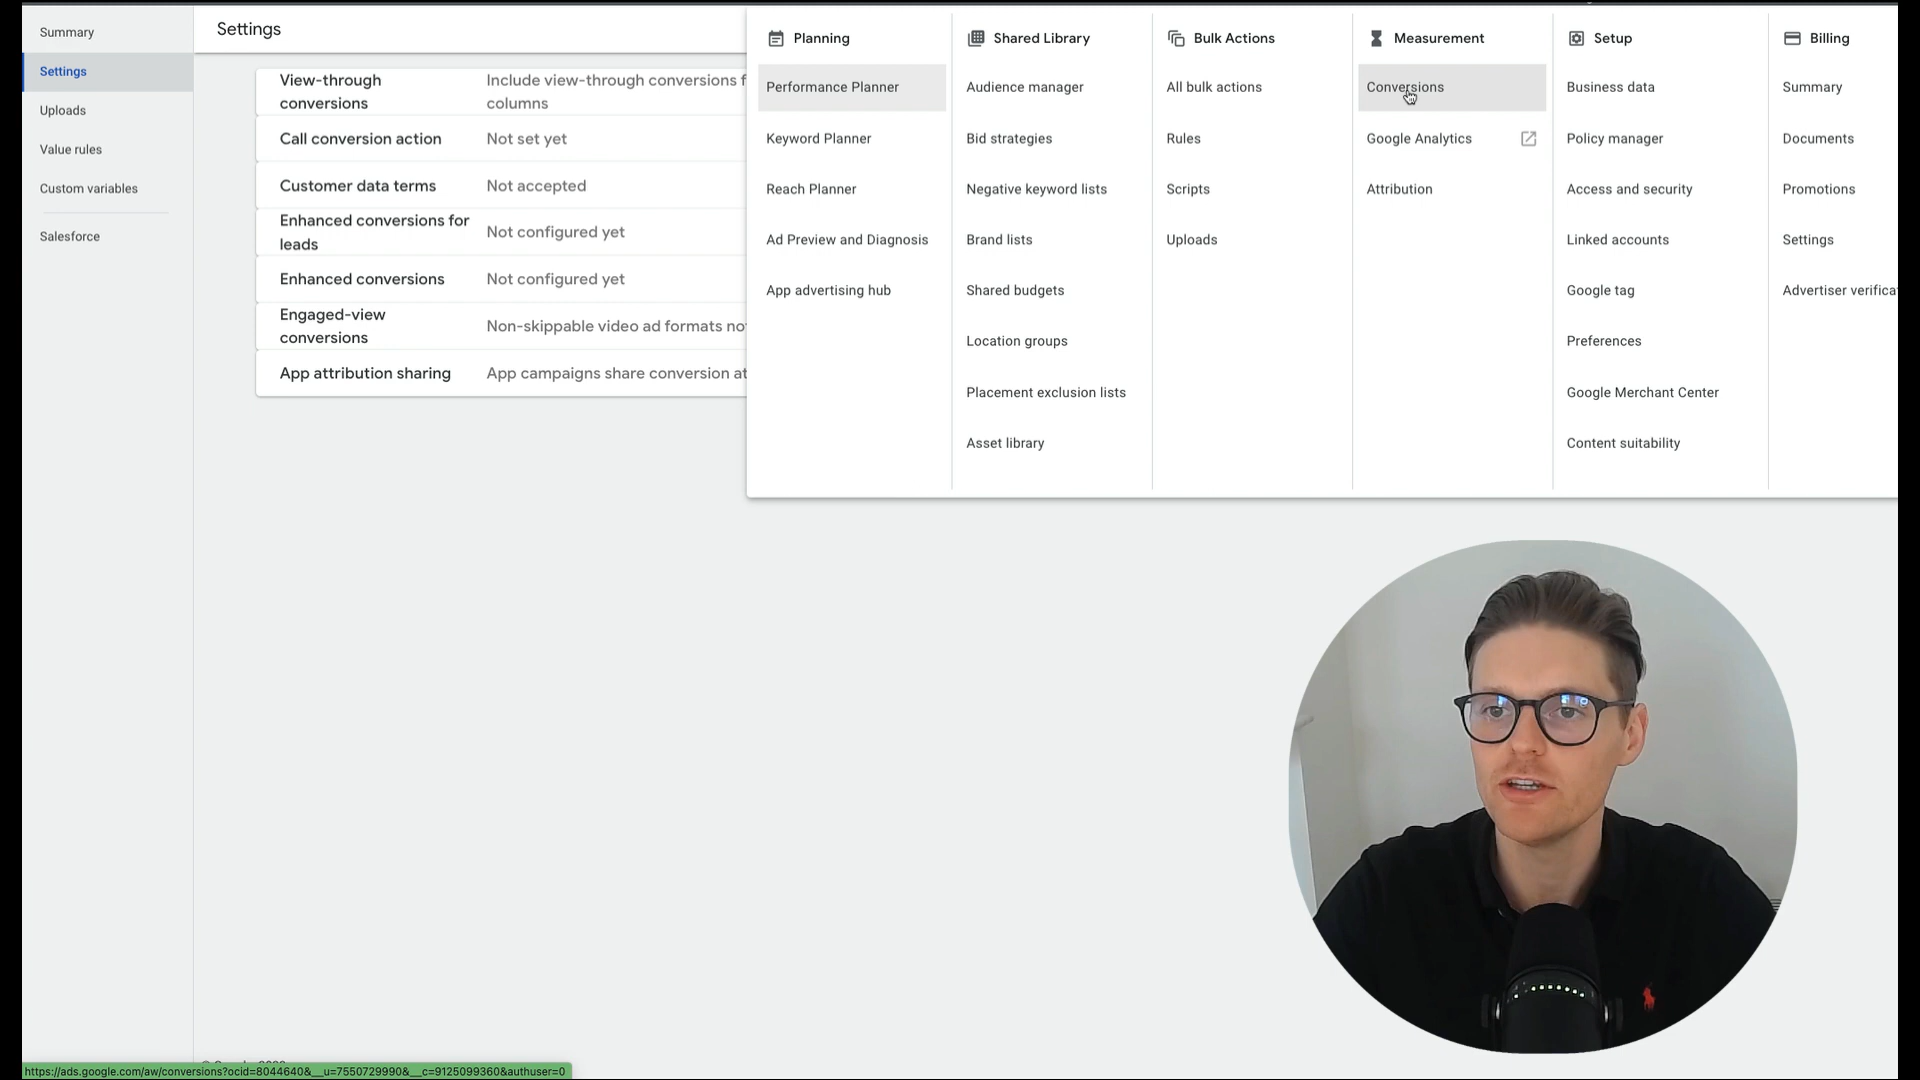 Summary
Settings
Uploads
Value rules
Custom variables
Salesforce
Settings
View-through
conversions
Include view-through conversions f
columns
Call conversion action
Not set yet
Customer data terms
Not accepted
Enhanced conversions for
leads
Not configured yet
Enhanced conversions
Not configured yet
Engaged-view
conversions
Non-skippable video ad formats no
App attribution sharing
App campaigns share conversion at
Planning
Performance Planner
Keyword Planner
Reach Planner
Ad Preview and Diagnosis
App advertising hub
Shared Library
Audience manager
Bid strategies
Negative keyword lists
Brand lists
Shared budgets
Location groups
Placement exclusion lists
Asset library
Bulk Actions
All bulk actions
Rules
Scripts
Uploads
Measurement
Conversions
Google Analytics
Attribution
Setup
Business data
Policy manager
Access and security
Linked accounts
Google tag
Preferences
Google Merchant Center
Content suitability
Billing
Summary
Documents
Promotions
Settings
Advertiser verifica
https://ads.google.com/aw/conversions?ocid=8044640&__u=7550729990&__c=9125099360&authuser=0